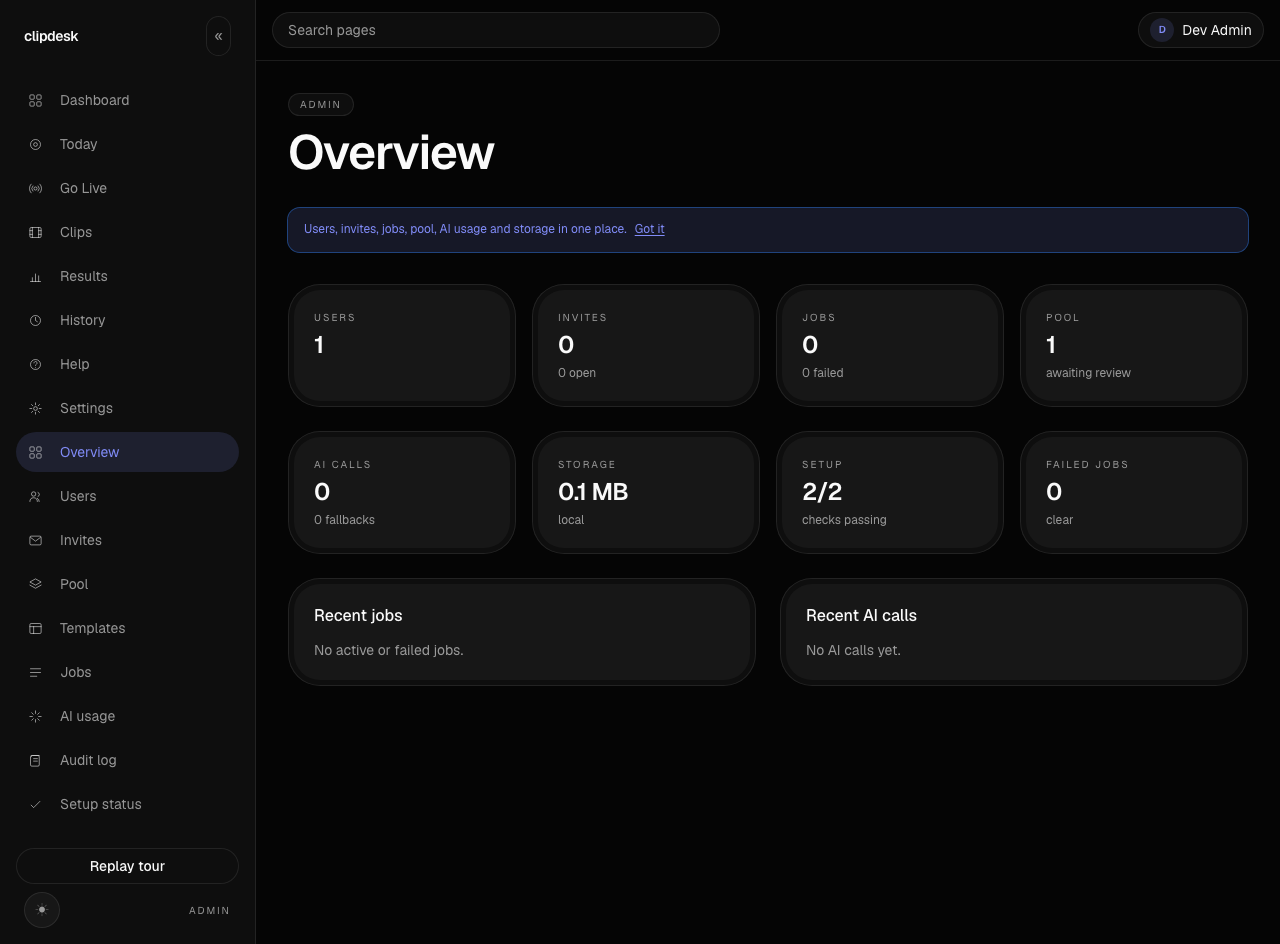 clipdesk
«
Search pages
D
Dev Admin
Dashboard
Today
Go Live
Clips
Results
History
Help
Settings
Overview
Users
Invites
Pool
Templates
Jobs
AI usage
Audit log
Setup status
Replay tour
ADMIN
ADMIN
Overview
Users, invites, jobs, pool, AI usage and storage in one place. Got it
USERS
1
INVITES
0
0 open
JOBS
0
0 failed
POOL
1
awaiting review
AI CALLS
0
0 fallbacks
STORAGE
0.1 MB
local
SETUP
2/2
checks passing
FAILED JOBS
0
clear
Recent jobs
No active or failed jobs.
Recent AI calls
No AI calls yet.